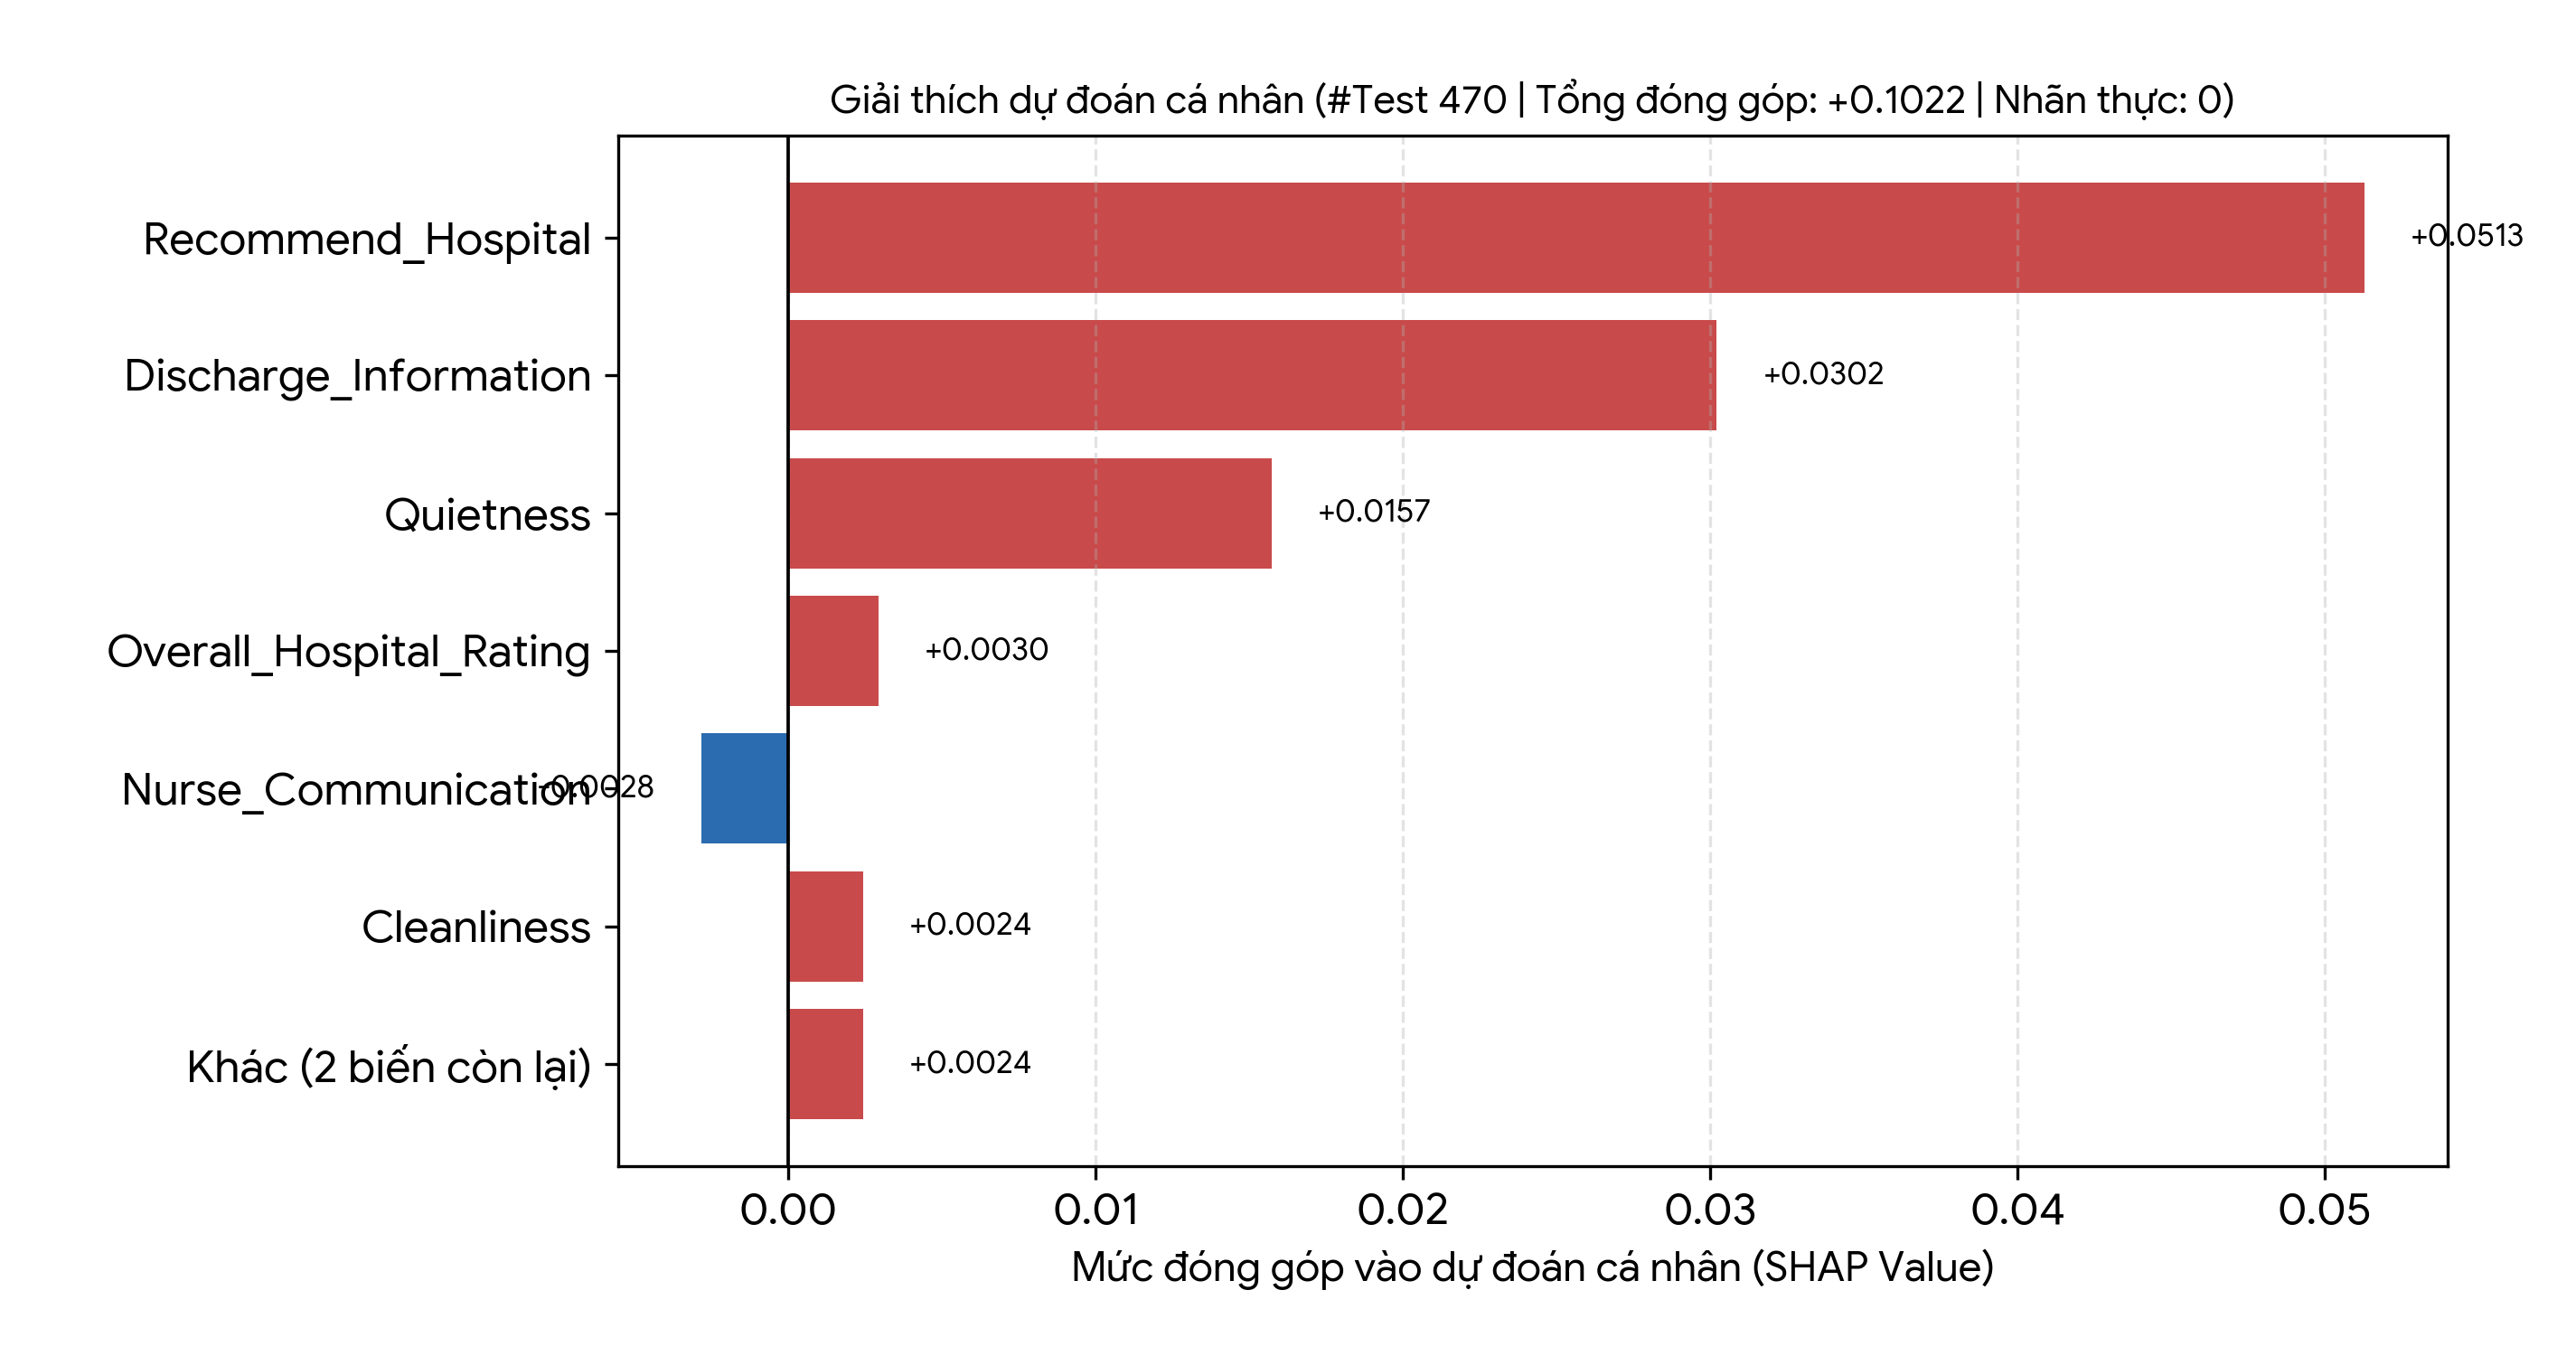 Giải thích dự đoán cá nhân (#Test 470 | Tổng đóng góp: +0.1022 | Nhãn thực: 0)
Recommend_Hospital
+0.0513
Discharge_Information
+0.0302
Quietness
+0.0157
Overall_Hospital_Rating
+0.0030
Nurse_Communication
-0.0028
Cleanliness
+0.0024
Khác (2 biến còn lại)
+0.0024
0.00 0.01 0.02 0.03 0.04 0.05
Mức đóng góp vào dự đoán cá nhân (SHAP Value)